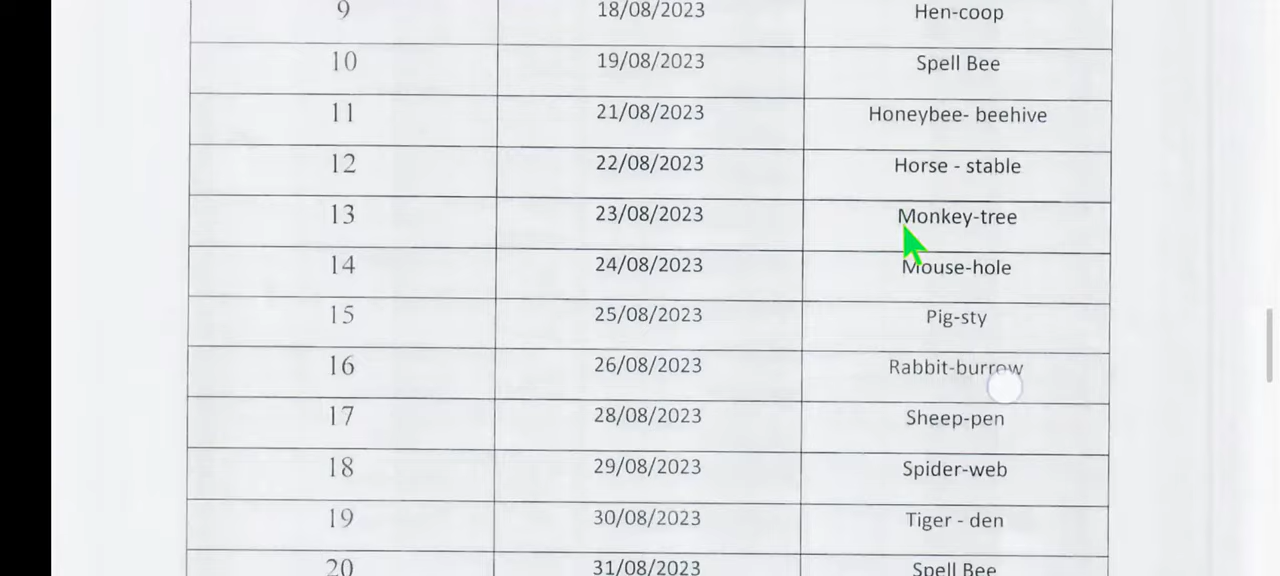 9 18/08/2023 Hen-coop
10 19/08/2023 Spell Bee
11 21/08/2023 Honeybee- beehive
12 22/08/2023 Horse - stable
13 23/08/2023 Monkey-tree
14 24/08/2023 Mouse-hole
15 25/08/2023 Pig-sty
16 26/08/2023 Rabbit-burrow
17 28/08/2023 Sheep-pen
18 29/08/2023 Spider-web
19 30/08/2023 Tiger - den
20 31/08/2023 Spell Bee